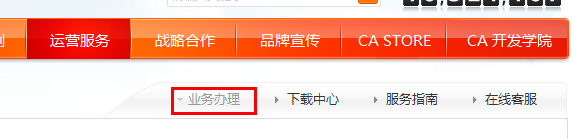 运营服务 战略合作 品牌宣传 CA STORE CA 开发学院
业务办理 下载中心 服务指南 在线客服